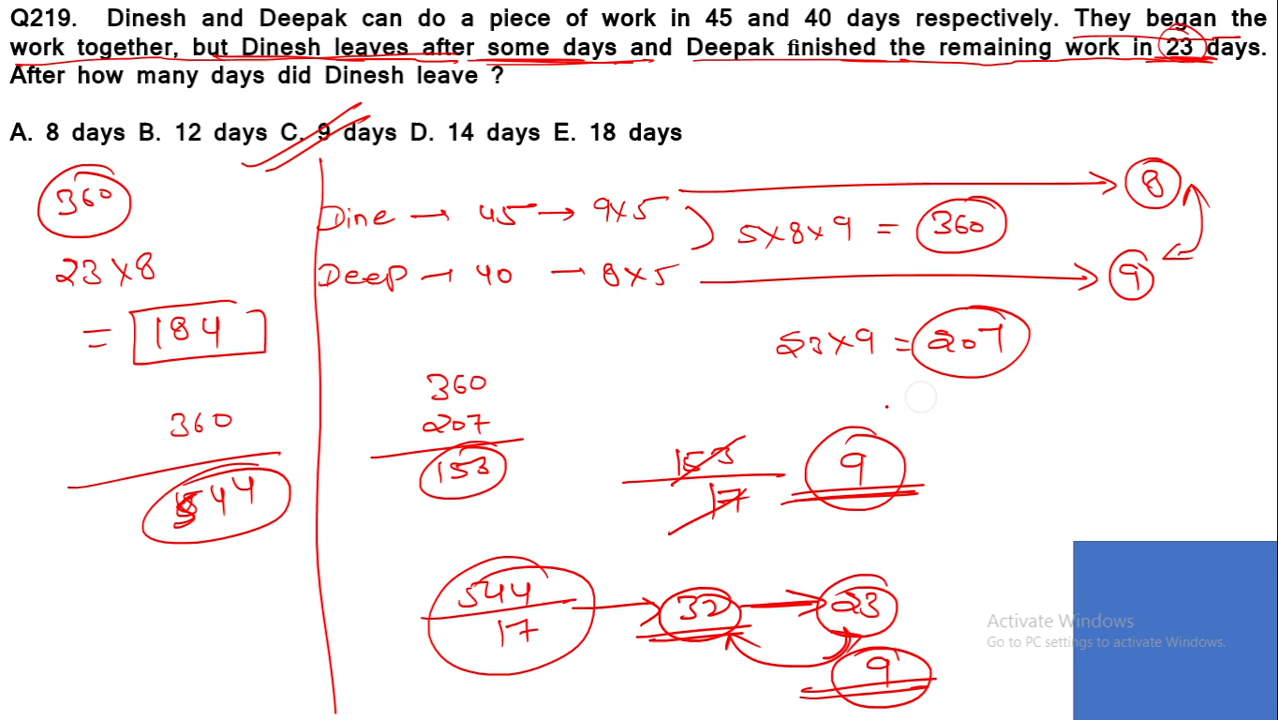 Q219. Dinesh and Deepak can do a piece of work in 45 and 40 days respectively. They began the
work together, but Dinesh leaves after some days and Deepak finished the remaining work in 23 days.
After how many days did Dinesh leave ?
A. 8 days B. 12 days C. 9 days D. 14 days E. 18 days
360
23 × 8
= 184
360
544
Dine → 45 → 9×5
8
5×8×9 = 360
Deep → 40 → 8×5
9
23×9 = 207
360
207
153
153
17
9
544
17
32
23
9
Activate Windows
Go to PC settings to activate Windows.